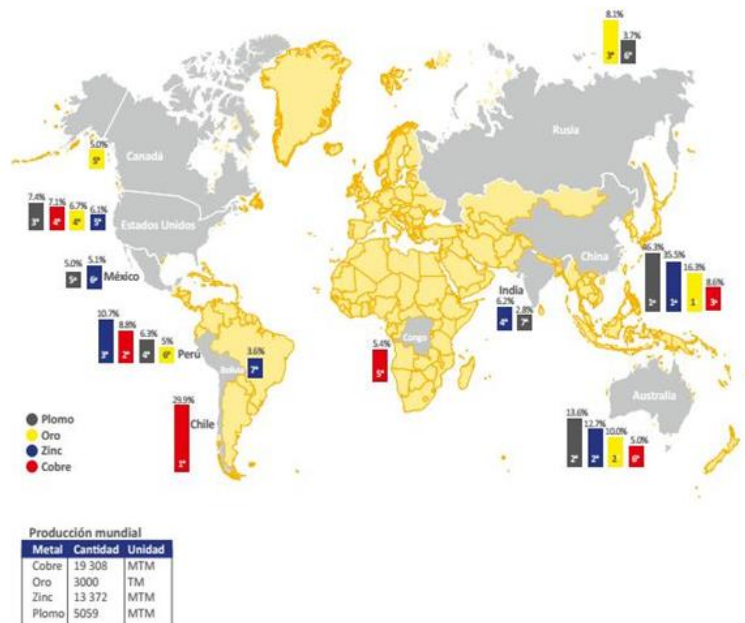 8.1%
3.7%
3°
6°
Rusia
5.0%
5°
Canadá
7.4%
7.1%
6.7%
6.1%
3°
4°
4°
5°
Estados Unidos
5.0%
5.1%
5°
6°
México
China
46.3%
35.5%
16.3%
8.6%
1°
1°
1
3°
India
6.2%
2.8%
4°
7°
10.7%
8.8%
6.3%
5%
3°
2°
4°
6°
Perú
Bolivia
3.6%
7°
Congo
5.4%
5°
29.9%
1°
Chile
Australia
13.6%
12.7%
10.0%
5.0%
2°
2°
2
6°
Plomo
Oro
Zinc
Cobre
Producción mundial
Metal Cantidad Unidad
Cobre 19 308 MTM
Oro 3000 TM
Zinc 13 372 MTM
Plomo 5059 MTM